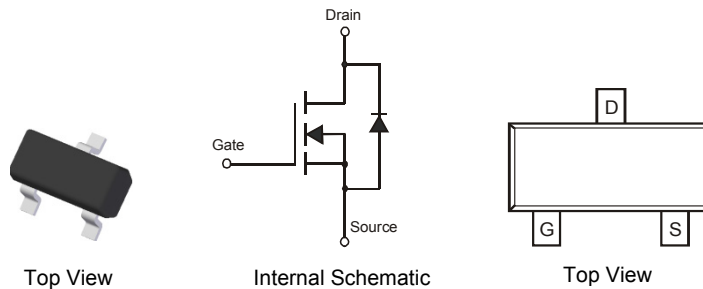 Drain
Gate
Source
D
G
S
Top View
Internal Schematic
Top View